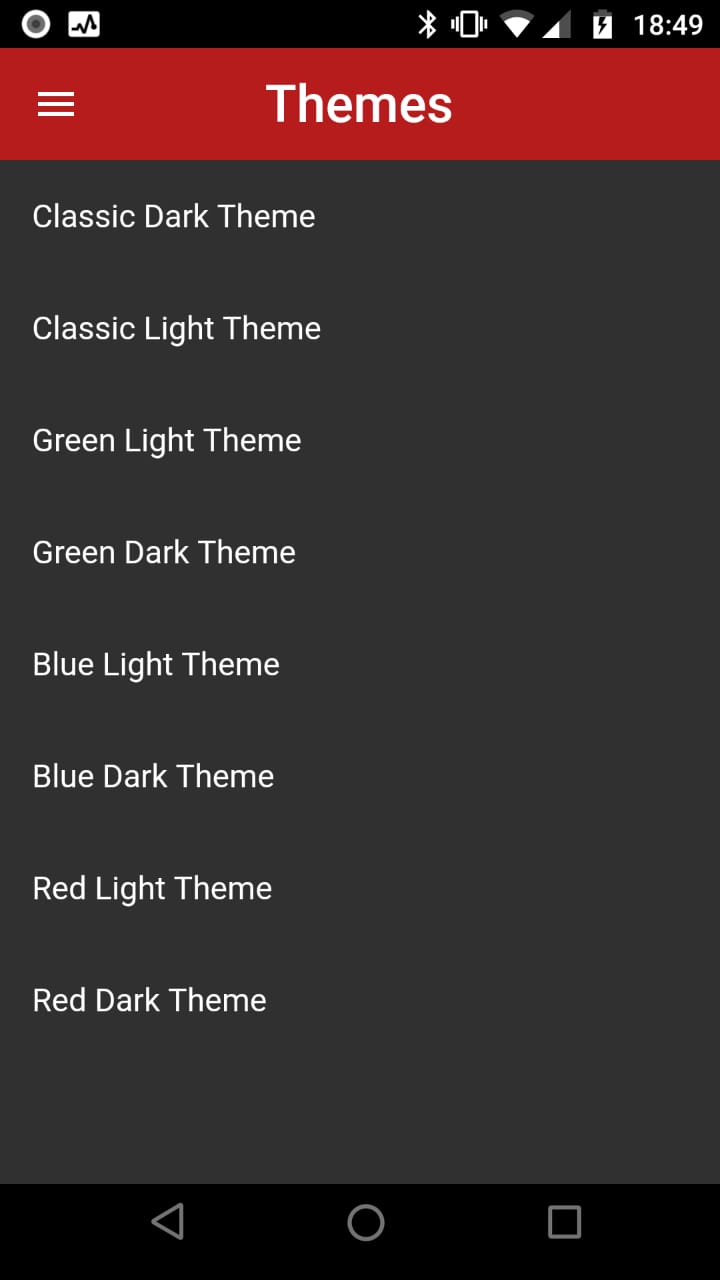 18:49
Themes
Classic Dark Theme
Classic Light Theme
Green Light Theme
Green Dark Theme
Blue Light Theme
Blue Dark Theme
Red Light Theme
Red Dark Theme